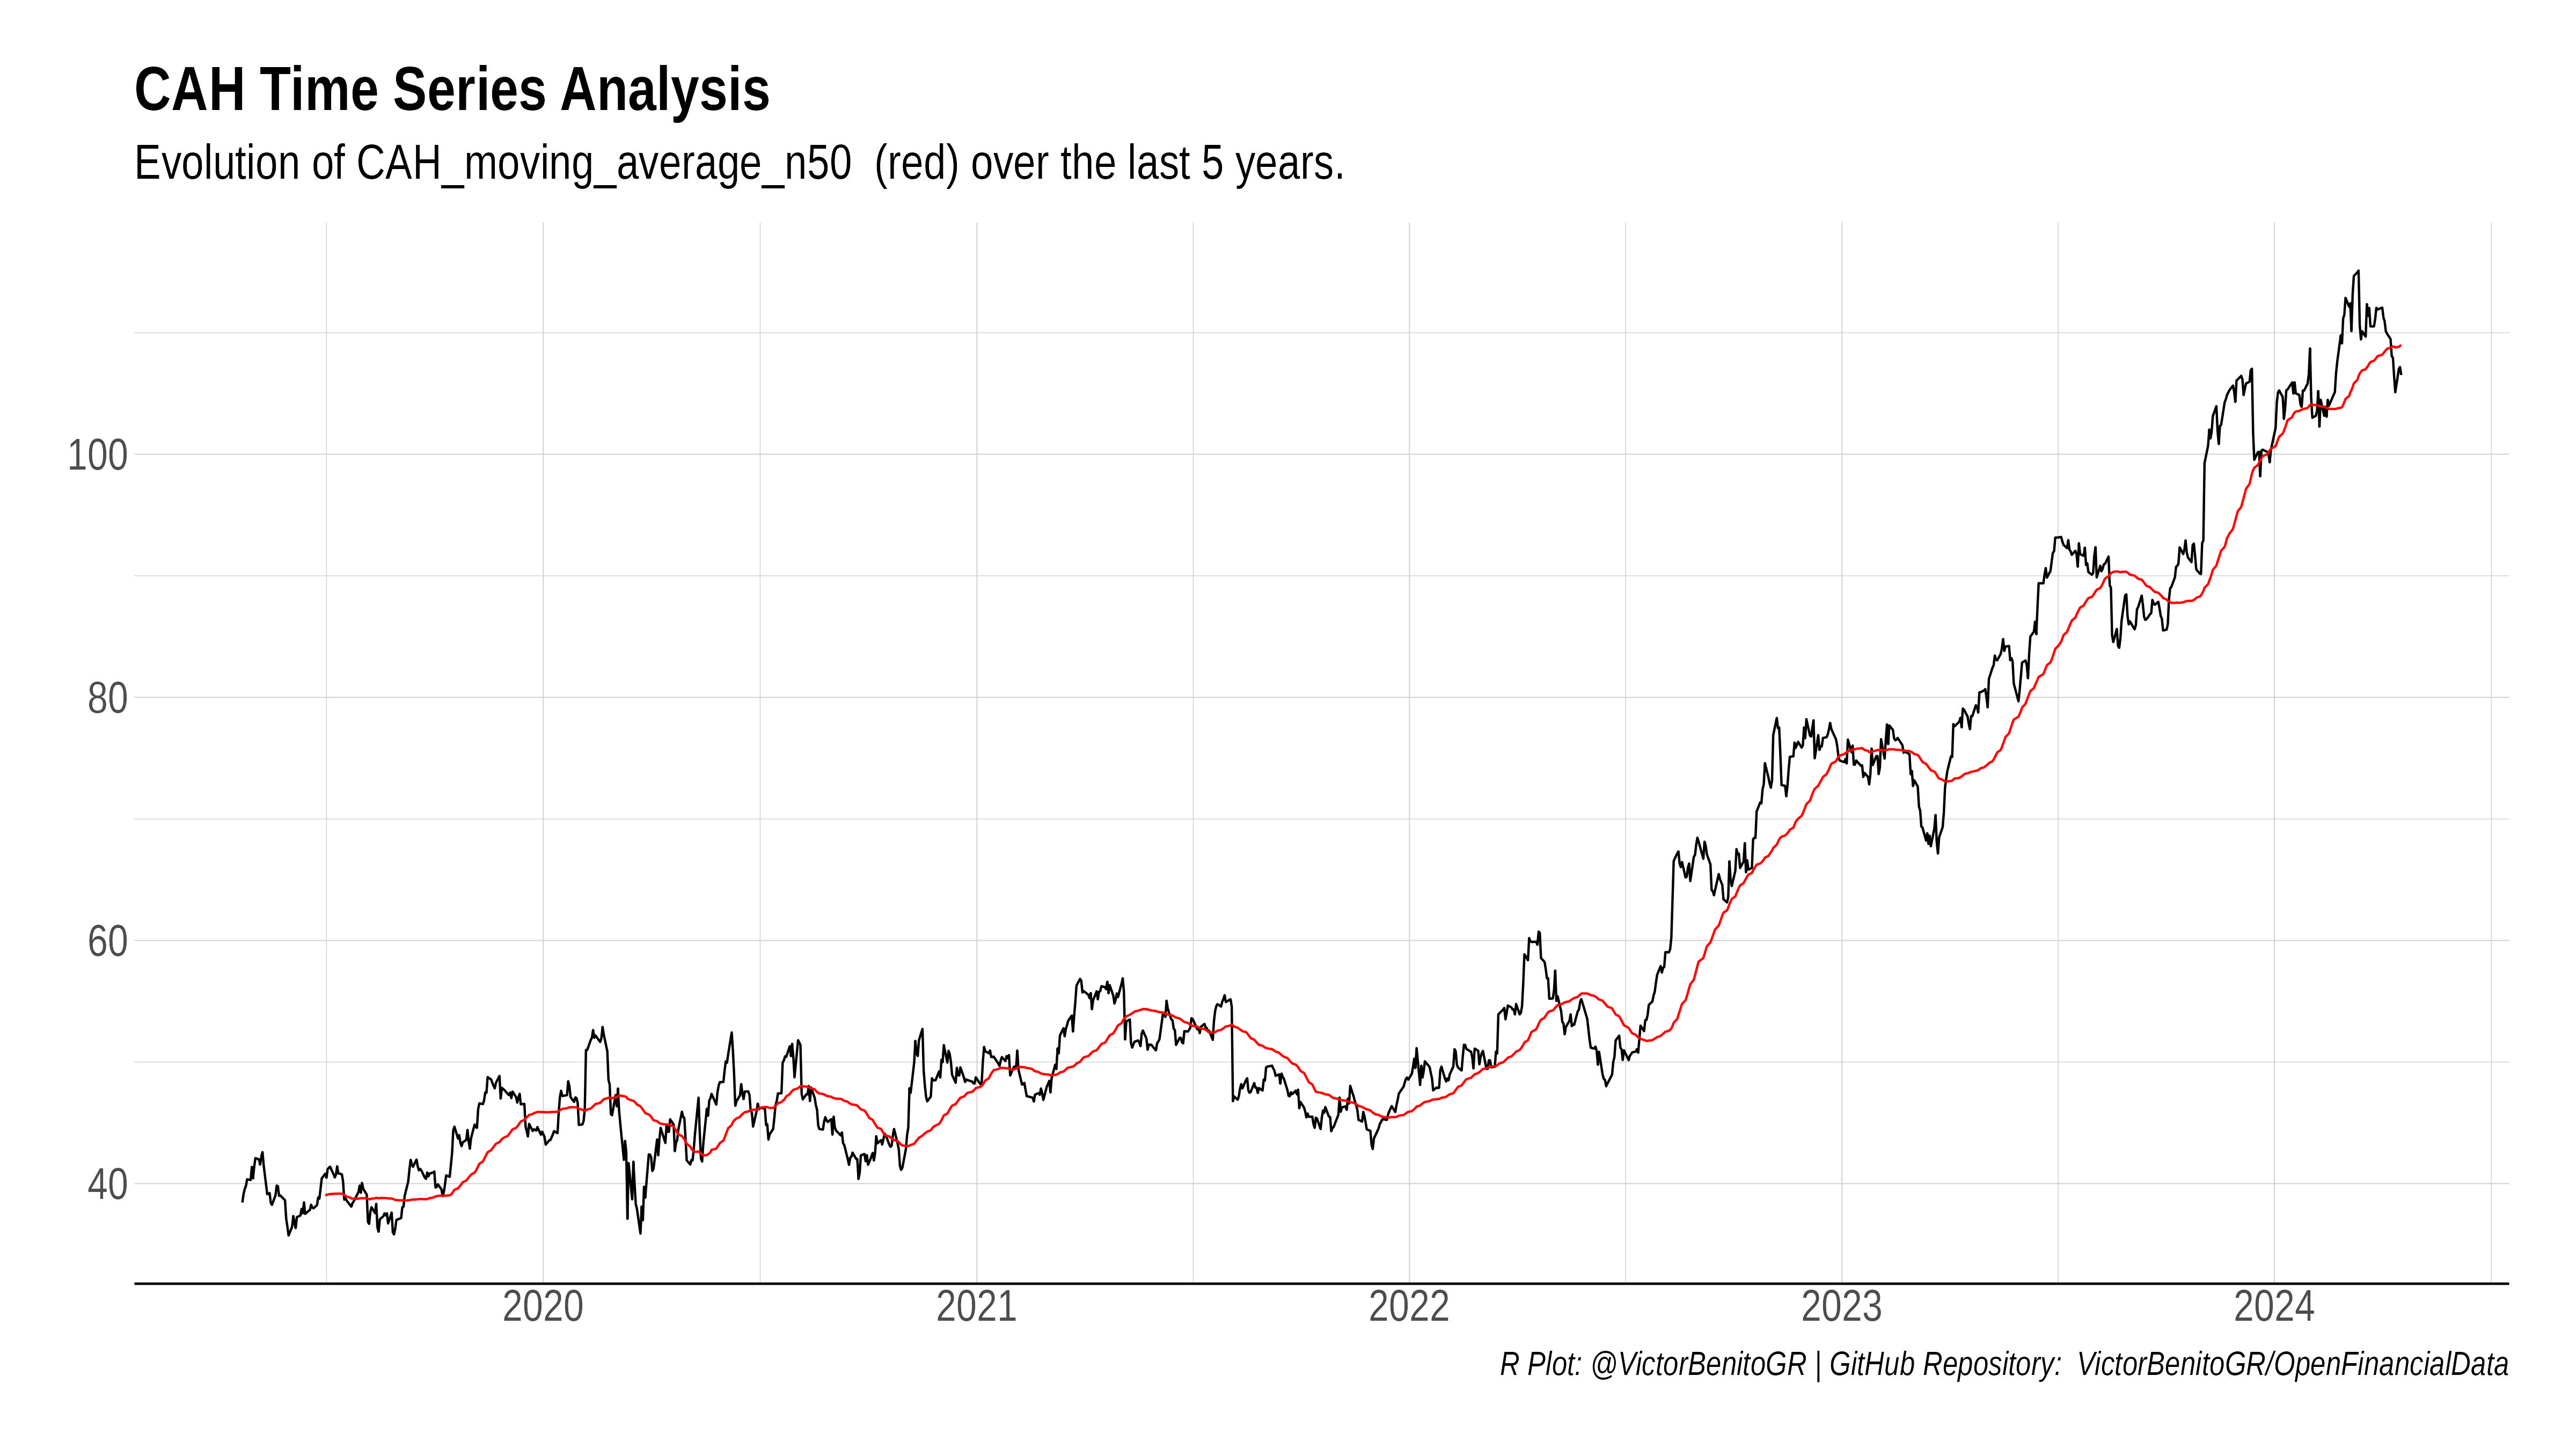 CAH Time Series Analysis
Evolution of CAH_moving_average_n50  (red) over the last 5 years.
100
80
60
40
2020 2021 2022 2023 2024
R Plot: @VictorBenitoGR | GitHub Repository:  VictorBenitoGR/OpenFinancialData